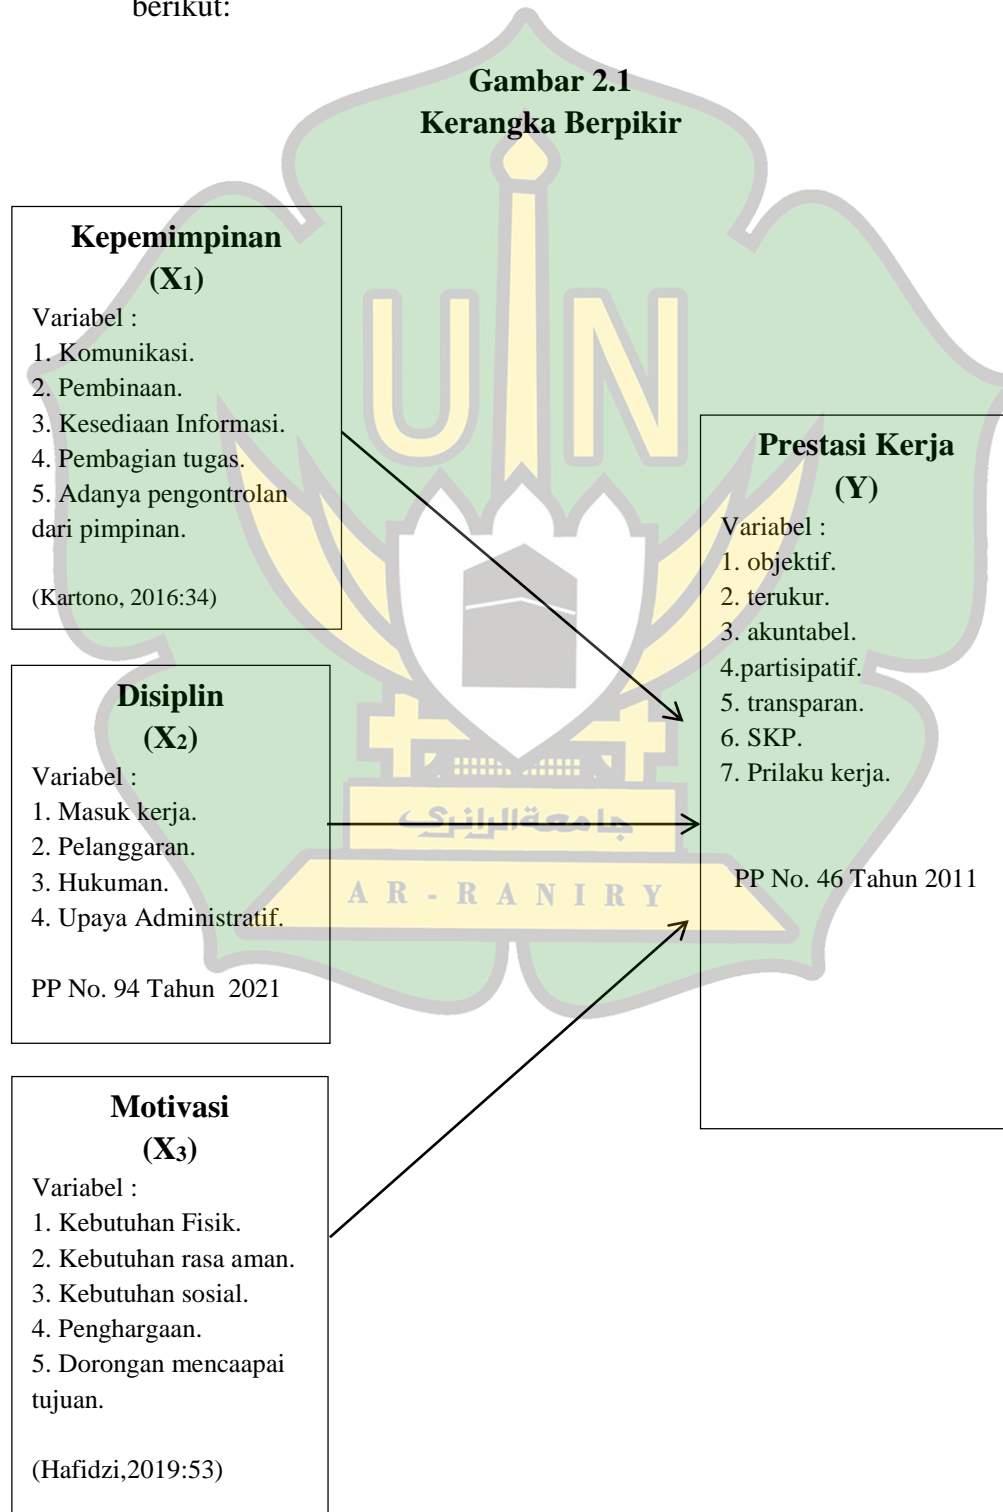 berikut:
Gambar 2.1
Kerangka Berpikir
Kepemimpinan
(X1)
Variabel :
1. Komunikasi.
2. Pembinaan.
3. Kesediaan Informasi.
4. Pembagian tugas.
5. Adanya pengontrolan
dari pimpinan.
(Kartono, 2016:34)
Disiplin
(X2)
Variabel :
1. Masuk kerja.
2. Pelanggaran.
3. Hukuman.
4. Upaya Administratif.
PP No. 94 Tahun  2021
Motivasi
(X3)
Variabel :
1. Kebutuhan Fisik.
2. Kebutuhan rasa aman.
3. Kebutuhan sosial.
4. Penghargaan.
5. Dorongan mencaapai
tujuan.
(Hafidzi,2019:53)
Prestasi Kerja
(Y)
Variabel :
1. objektif.
2. terukur.
3. akuntabel.
4.partisipatif.
5. transparan.
6. SKP.
7. Prilaku kerja.
PP No. 46 Tahun 2011
UIN
جامعة الرانري
AR-RANIRY